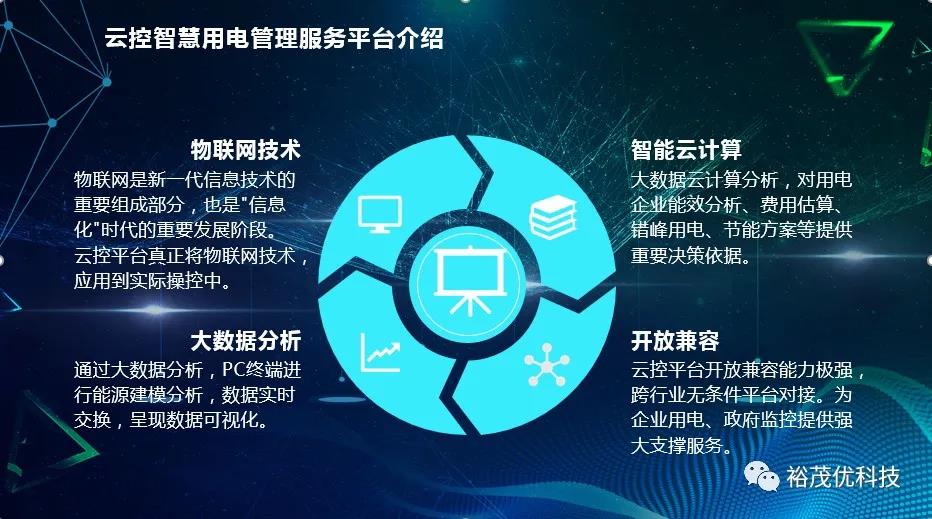 云控智慧用电管理服务平台介绍
物联网技术
物联网是新一代信息技术的
重要组成部分，也是"信息
化"时代的重要发展阶段。
云控平台真正将物联网技术，
应用到实际操控中。
智能云计算
大数据云计算分析，对用电
企业能效分析、费用估算、
错峰用电、节能方案等提供
重要决策依据。
大数据分析
通过大数据分析，PC终端进
行能源建模分析，数据实时
交换，呈现数据可视化。
开放兼容
云控平台开放兼容能力极强，
跨行业无条件平台对接。为
企业用电、政府监控提供强
大支撑服务。
裕茂优科技